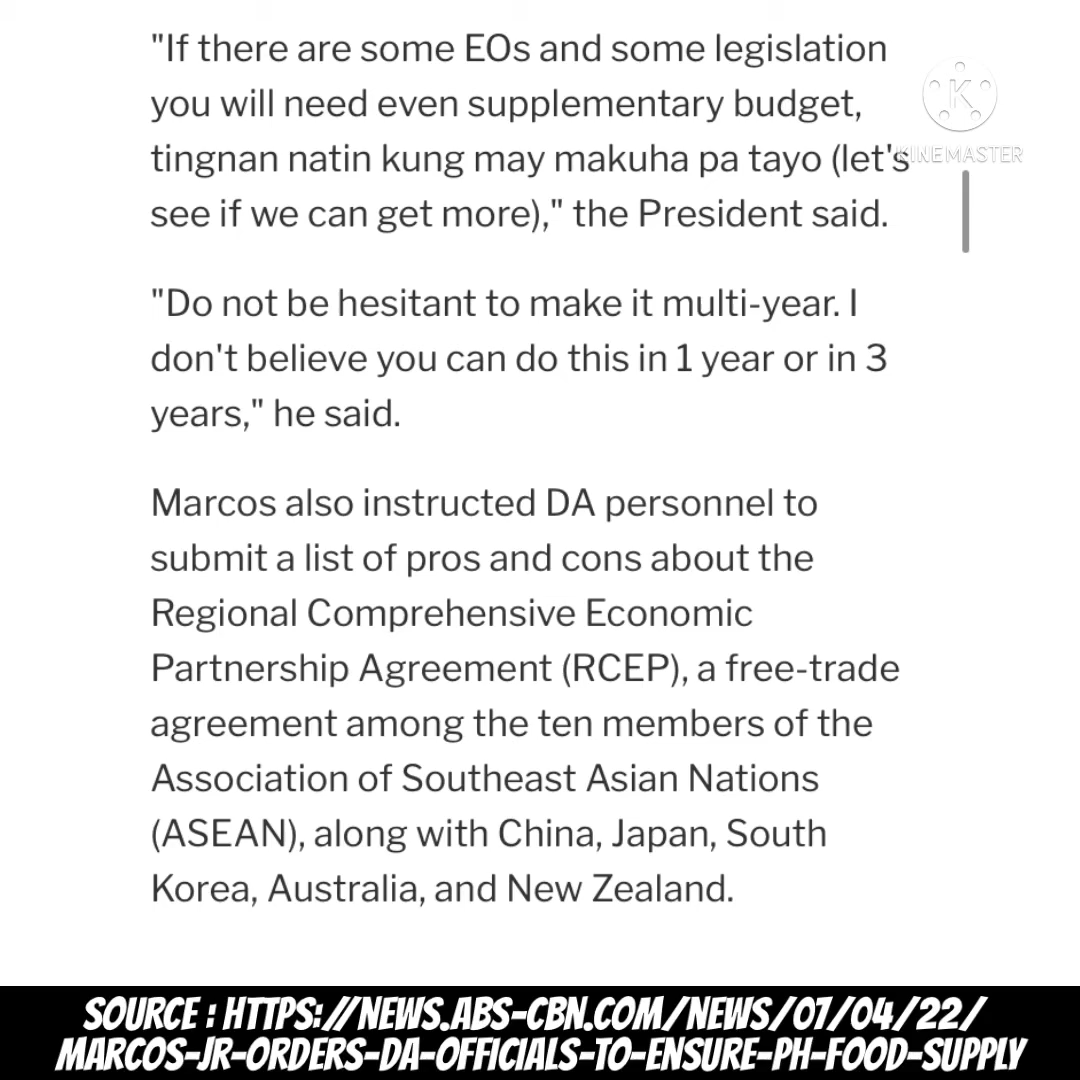 "If there are some EOs and some legislation
you will need even supplementary budget,
tingnan natin kung may makuha pa tayo (let's
see if we can get more)," the President said.
"Do not be hesitant to make it multi-year. I
don't believe you can do this in 1 year or in 3
years," he said.
Marcos also instructed DA personnel to
submit a list of pros and cons about the
Regional Comprehensive Economic
Partnership Agreement (RCEP), a free-trade
agreement among the ten members of the
Association of Southeast Asian Nations
(ASEAN), along with China, Japan, South
Korea, Australia, and New Zealand.
K
KINEMASTER
SOURCE : HTTPS://NEWS.ABS-CBN.COM/NEWS/07/04/22/
MARCOS-JR-ORDERS-DA-OFFICIALS-TO-ENSURE-PH-FOOD-SUPPLY